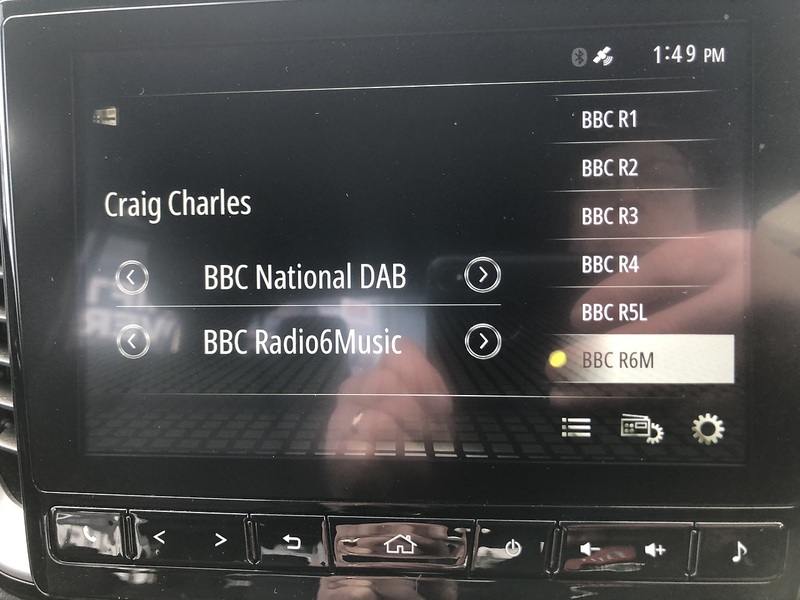 1:49 PM
Craig Charles
BBC National DAB
BBC Radio6Music
BBC R1
BBC R2
BBC R3
BBC R4
BBC R5L
BBC R6M